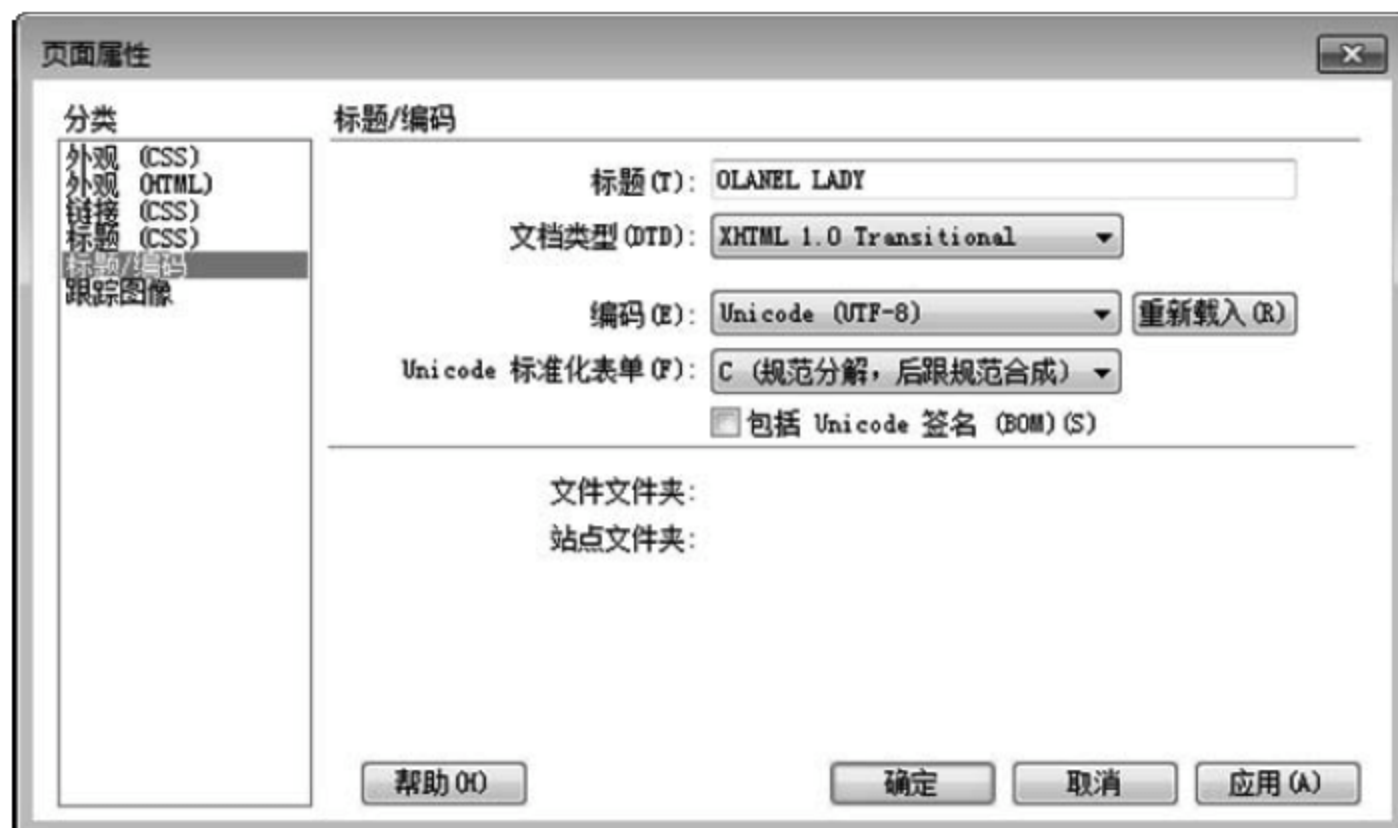 页面属性
分类
外观 (CSS)
外观 (HTML)
链接 (CSS)
标题 (CSS)
标题/编码
跟踪图像
标题/编码
标题(T): OLANEL LADY
文档类型(DTD): XHTML 1.0 Transitional
编码(E): Unicode (UTF-8) 重新载入(R)
Unicode 标准化表单(F): C (规范分解，后跟规范合成)
包括 Unicode 签名 (BOM)(S)
文件文件夹:
站点文件夹:
帮助(H) 确定 取消 应用(A)